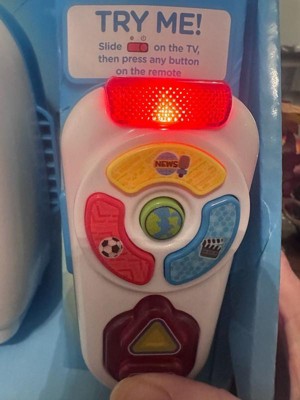 TRY ME!
Slide on the TV,
then press any button
on the remote
NEWS